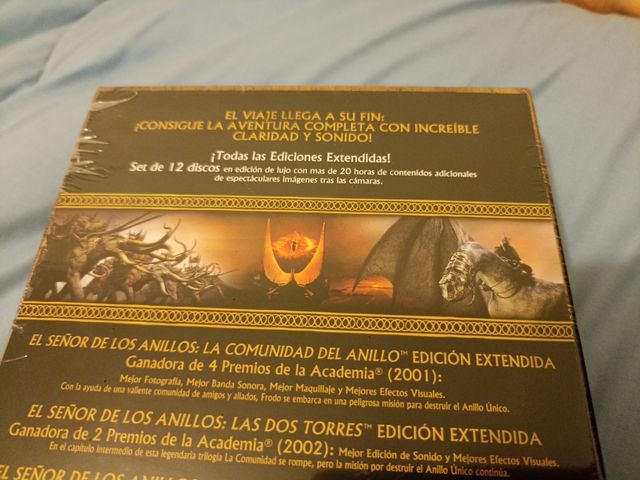 EL VIAJE LLEGA A SU FIN:
¡CONSIGUE LA AVENTURA COMPLETA CON INCREÍBLE
CLARIDAD Y SONIDO!
¡Todas las Ediciones Extendidas!
Set de 12 discos en edición de lujo con mas de 20 horas de contenidos adicionales
de espectáculares imágenes tras las cámaras.
EL SEÑOR DE LOS ANILLOS: LA COMUNIDAD DEL ANILLO™ EDICIÓN EXTENDIDA
Ganadora de 4 Premios de la Academia® (2001):
Mejor Fotografía, Mejor Banda Sonora, Mejor Maquillaje y Mejores Efectos Visuales.
Con la ayuda de una valiente comunidad de amigos y aliados, Frodo se embarca en una peligrosa misión para destruir el Anillo Único.
EL SEÑOR DE LOS ANILLOS: LAS DOS TORRES™ EDICIÓN EXTENDIDA
Ganadora de 2 Premios de la Academia® (2002): Mejor Edición de Sonido y Mejores Efectos Visuales.
En el capítulo intermedio de esta legendaria trilogía La Comunidad se rompe, pero la misión por destruir el Anillo Único continúa.
EL SEÑOR DE LOS ANILLOS: